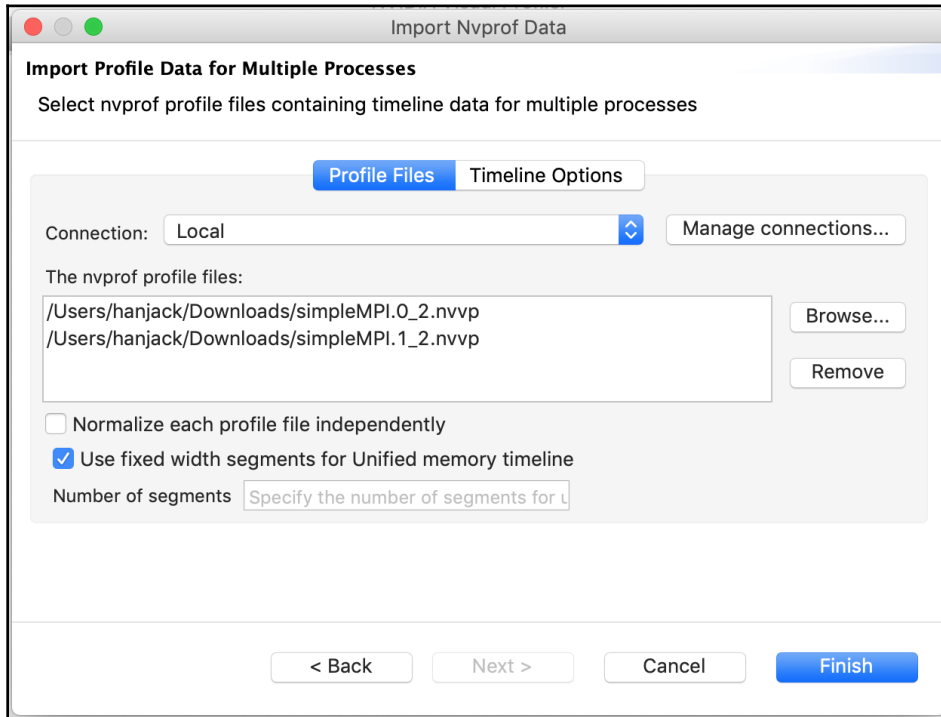 Import Nvprof Data
Import Profile Data for Multiple Processes
Select nvprof profile files containing timeline data for multiple processes
Profile Files Timeline Options
Connection: Local Manage connections...
The nvprof profile files:
/Users/hanjack/Downloads/simpleMPI.0_2.nvvp
/Users/hanjack/Downloads/simpleMPI.1_2.nvvp
Browse...
Remove
Normalize each profile file independently
Use fixed width segments for Unified memory timeline
Number of segments Specify the number of segments for
< Back Next > Cancel Finish